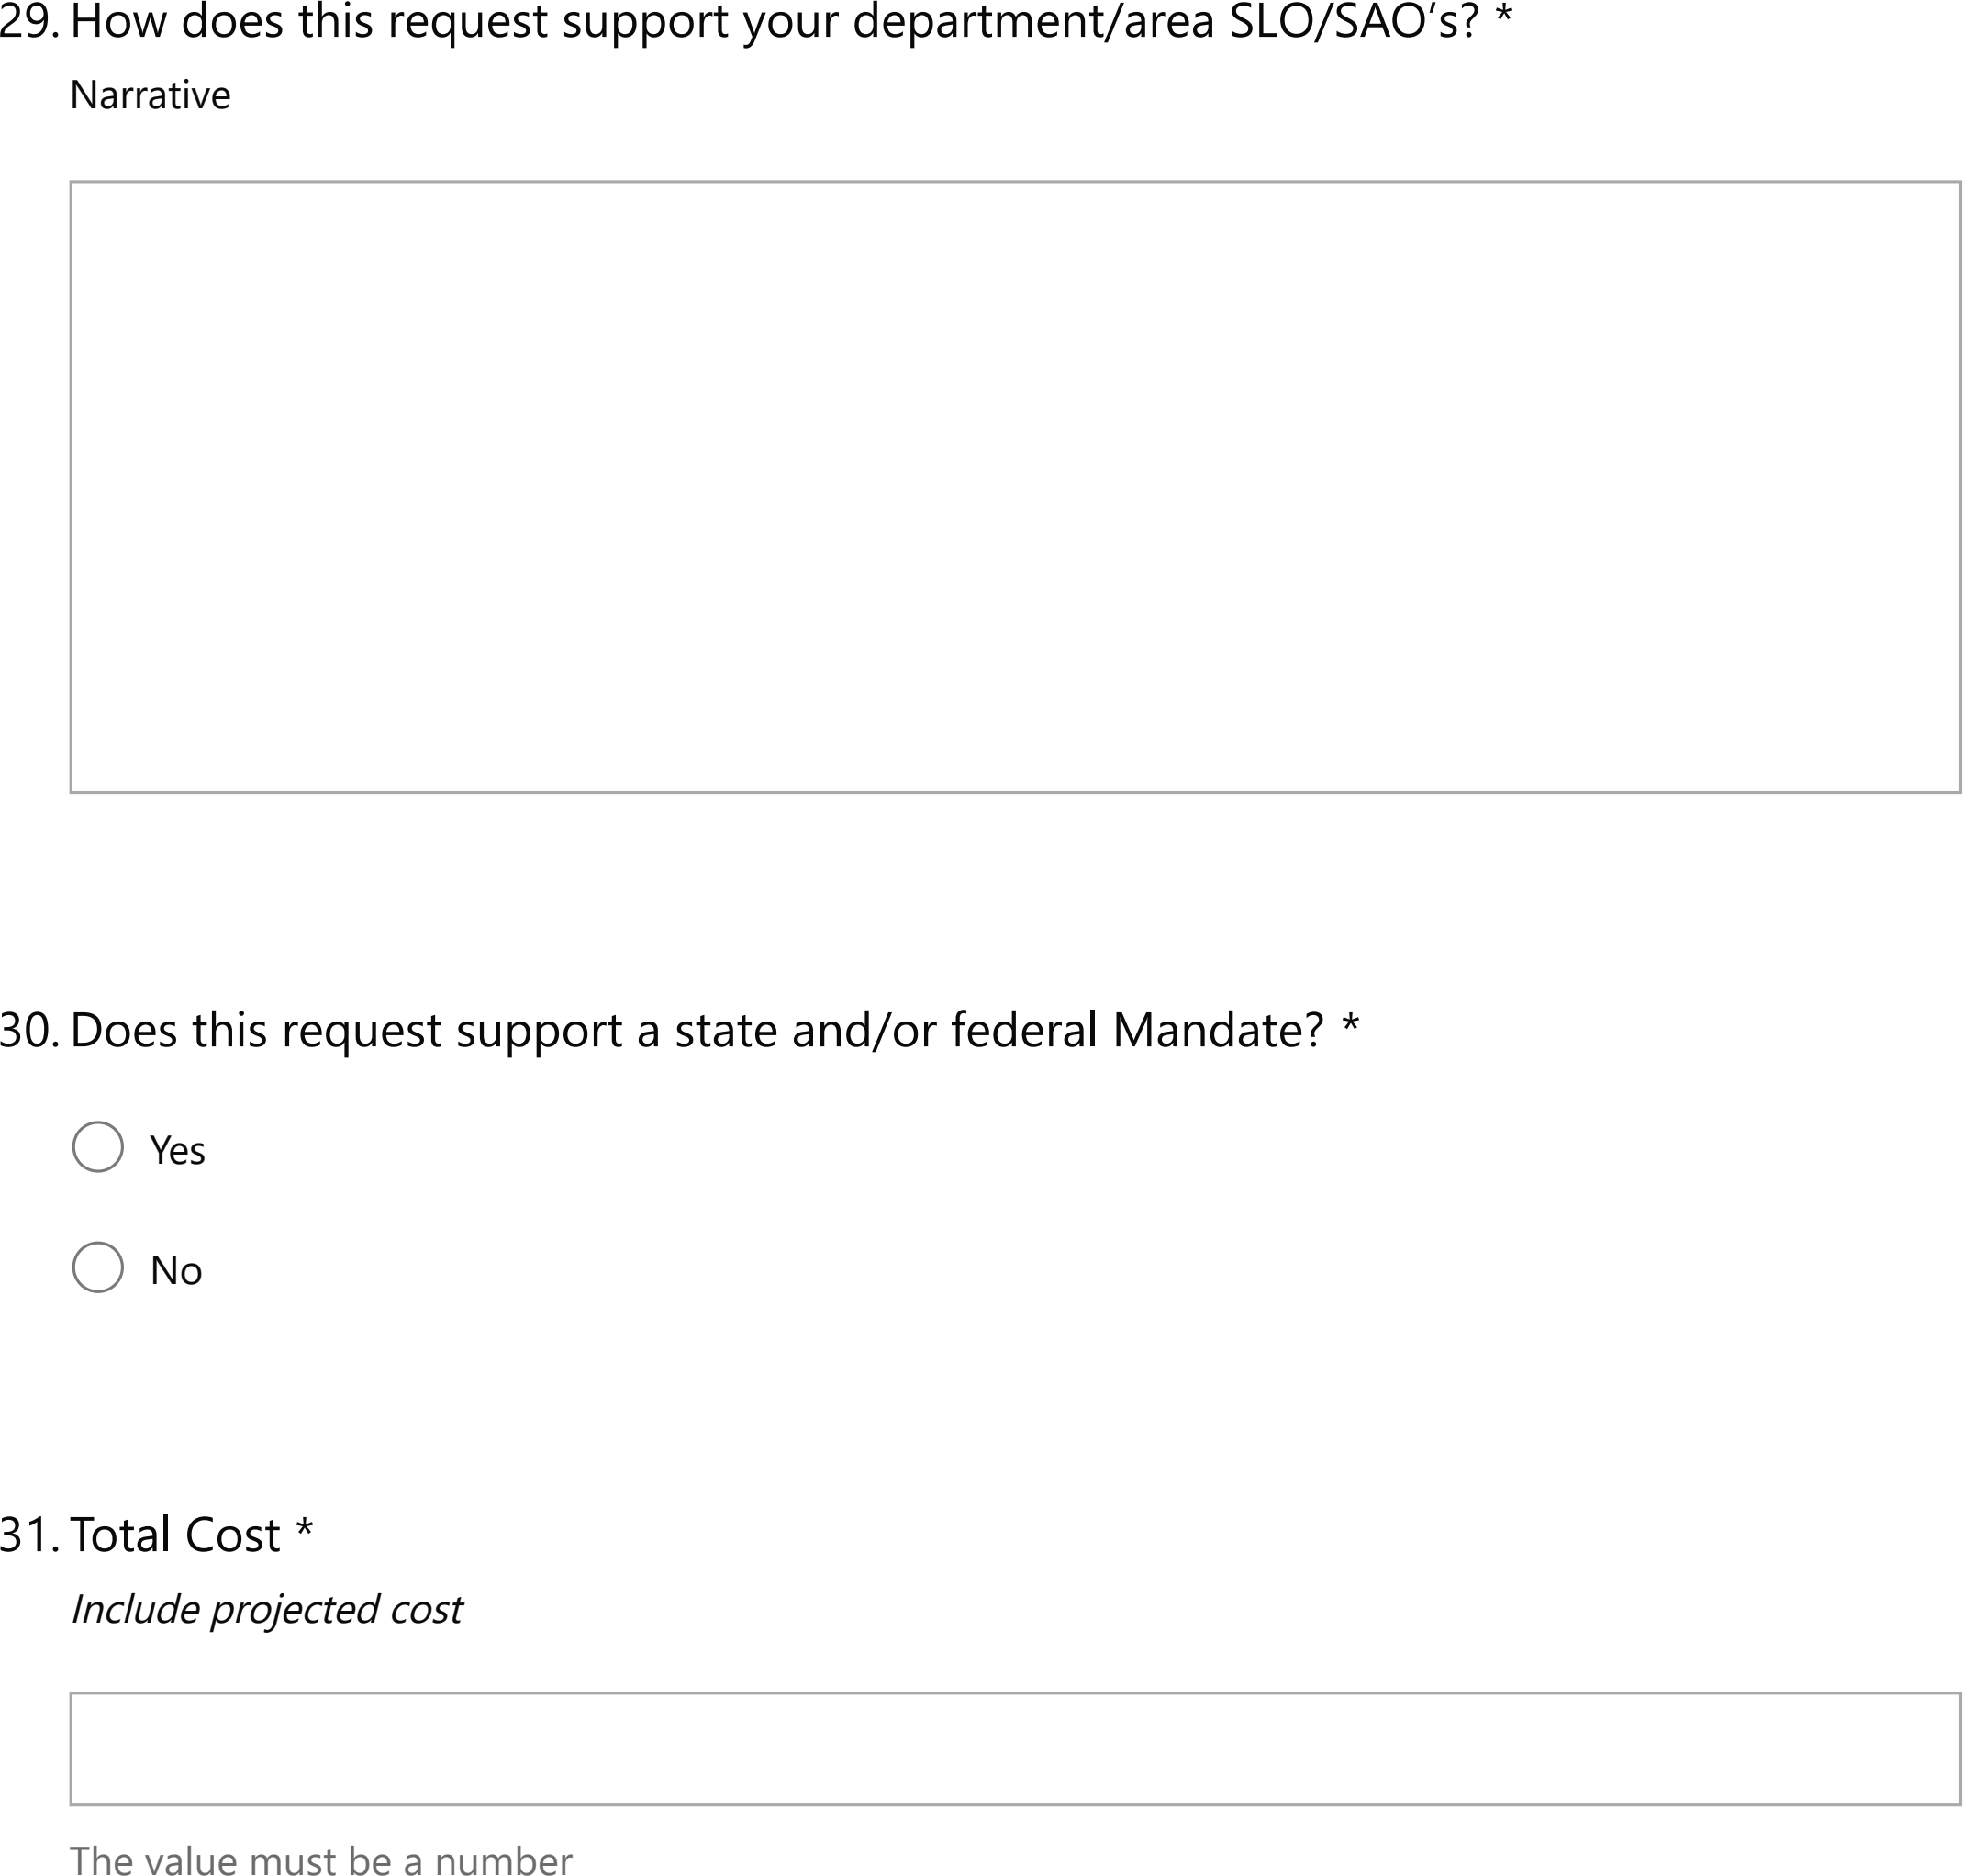 29. How does this request support your department/area SLO/SAO’s? *
Narrative
30. Does this request support a state and/or federal Mandate? *
Yes
No
31. Total Cost *
Include projected cost
The value must be a number